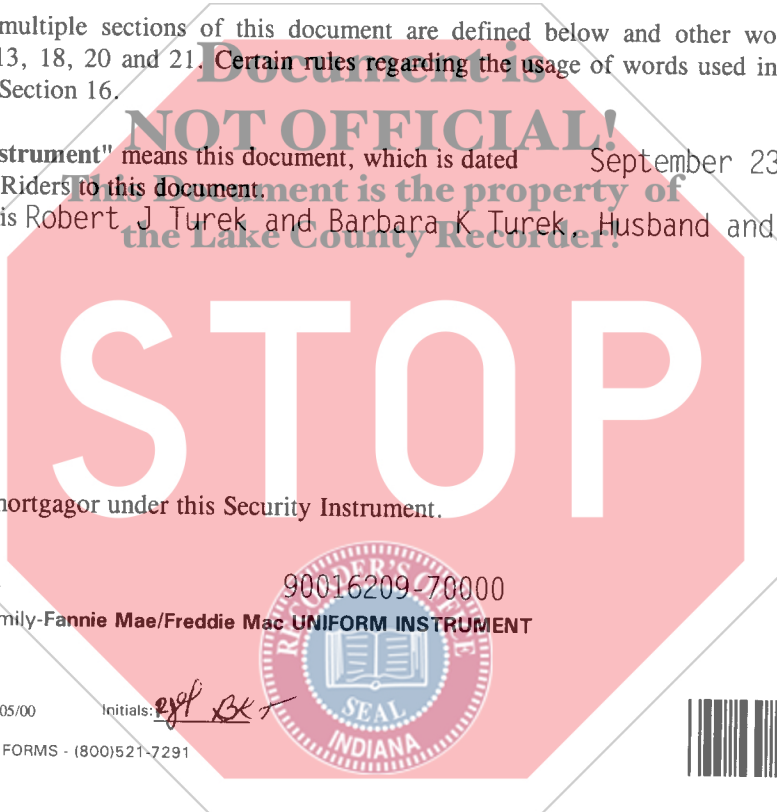 multiple sections of this document are defined below and other wo
13, 18, 20 and 21. Certain rules regarding the usage of words used in
Section 16.
Document is
NOT OFFICIAL!
This Document is the property of
the Lake County Recorder!
strument" means this document, which is dated September 23
Riders to this document.
is Robert J Turek and Barbara K Turek, Husband and
STOP
ortgagor under this Security Instrument.
90016209-70000
mily-Fannie Mae/Freddie Mac UNIFORM INSTRUMENT
RECORDER'S OFFICE
SEAL
INDIANA
05/00 Initials: RJT BKT
FORMS - (800)521-7291